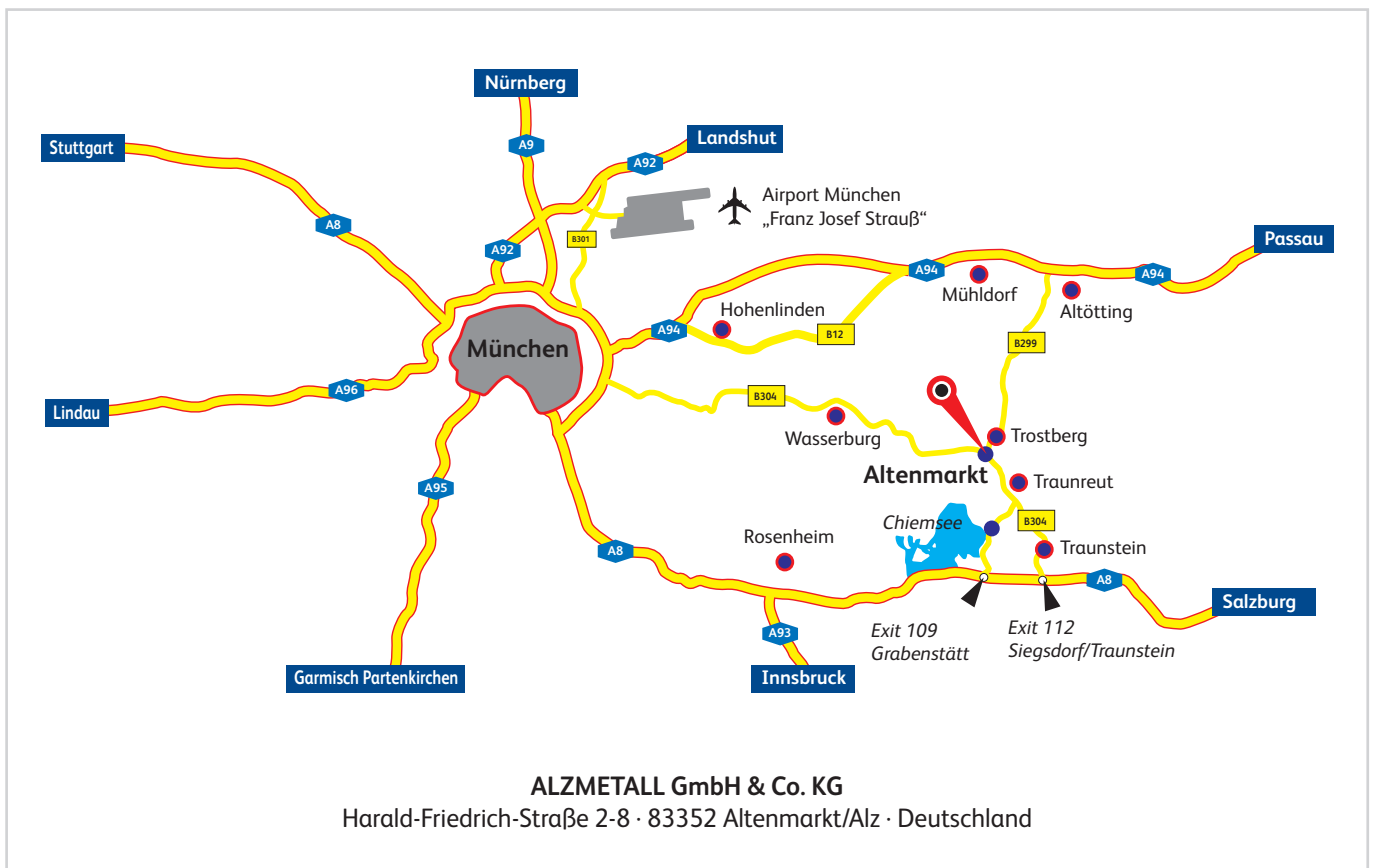 Nürnberg
Stuttgart
A9
Landshut
A92
A8
Airport München
„Franz Josef Strauß“
B301
A92
Passau
A94
Mühldorf
A94
Altötting
Hohenlinden
A94
B12
B299
München
A96
Lindau
B304
Wasserburg
Trostberg
Altenmarkt
Traunreut
A95
Chiemsee
B304
Rosenheim
Traunstein
A8
A8
Salzburg
A93
Exit 109
Grabenstätt
Exit 112
Siegsdorf/Traunstein
Garmisch Partenkirchen
Innsbruck
ALZMETALL GmbH & Co. KG
Harald-Friedrich-Straße 2-8 · 83352 Altenmarkt/Alz · Deutschland